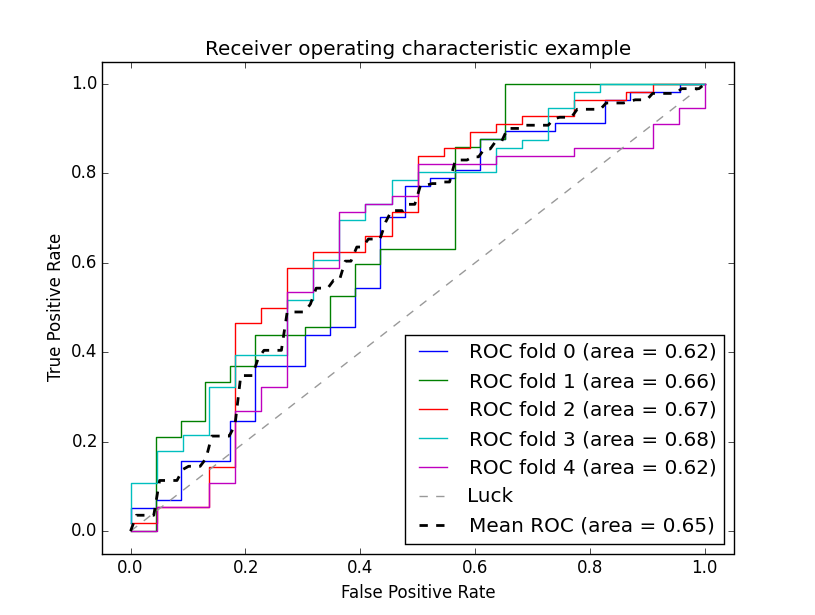 Receiver operating characteristic example
1.0
0.8
0.6
0.4
0.2
0.0
True Positive Rate
ROC fold 0 (area = 0.62)
ROC fold 1 (area = 0.66)
ROC fold 2 (area = 0.67)
ROC fold 3 (area = 0.68)
ROC fold 4 (area = 0.62)
Luck
Mean ROC (area = 0.65)
0.0 0.2 0.4 0.6 0.8 1.0
False Positive Rate